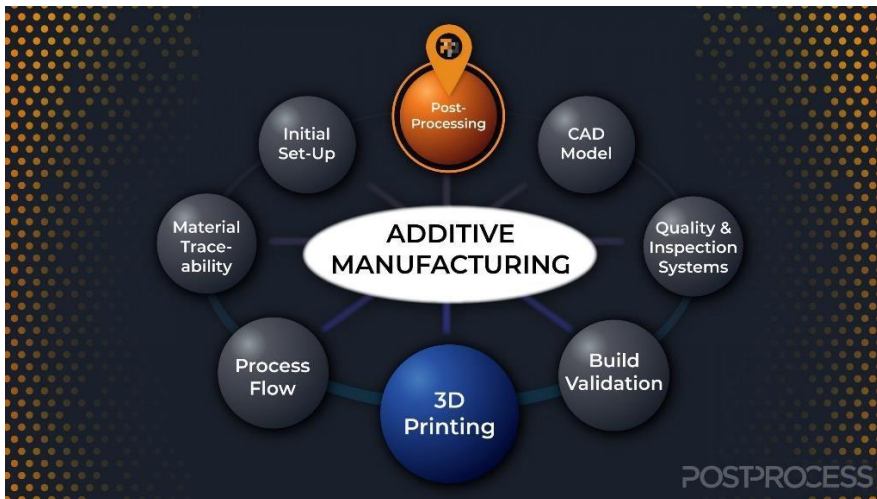 Post-
Processing
Initial
Set-Up
CAD
Model
Material
Trace-
ability
ADDITIVE
MANUFACTURING
Quality &
Inspection
Systems
Process
Flow
3D
Printing
Build
Validation
POSTPROCESS